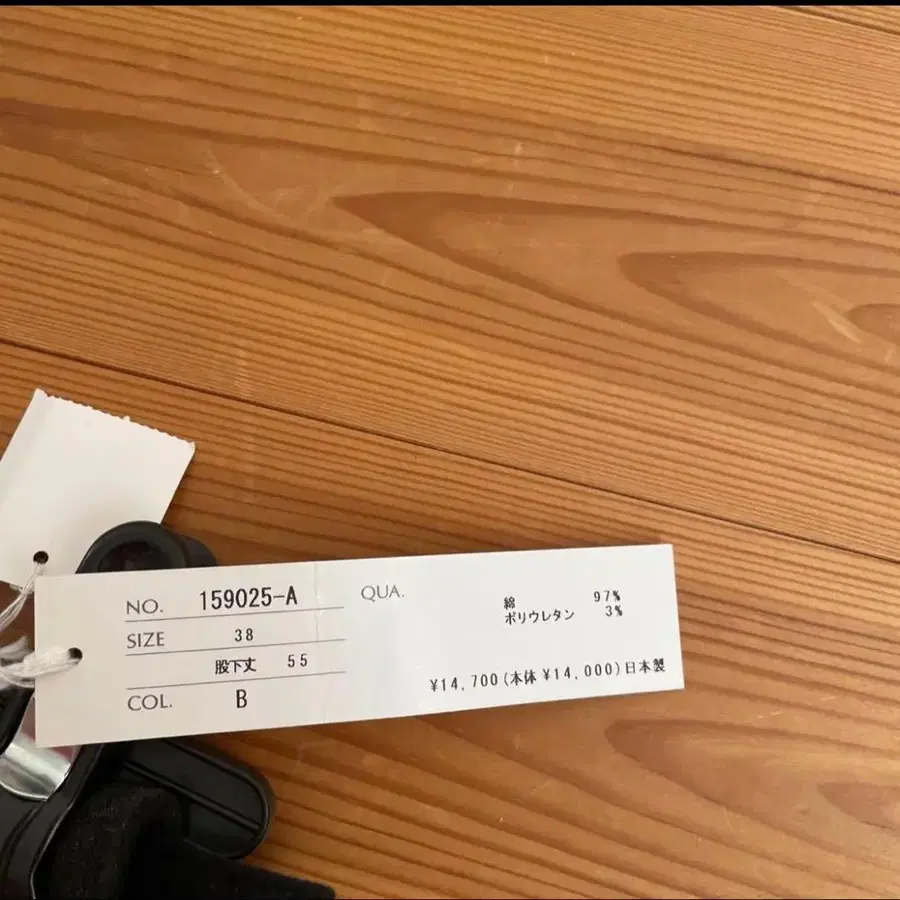 NO. 159025-A
SIZE 38
股下丈 55
COL. B
QUA.
綿 97%
ポリウレタン 3%
¥14,700(本体¥14,000)日本製